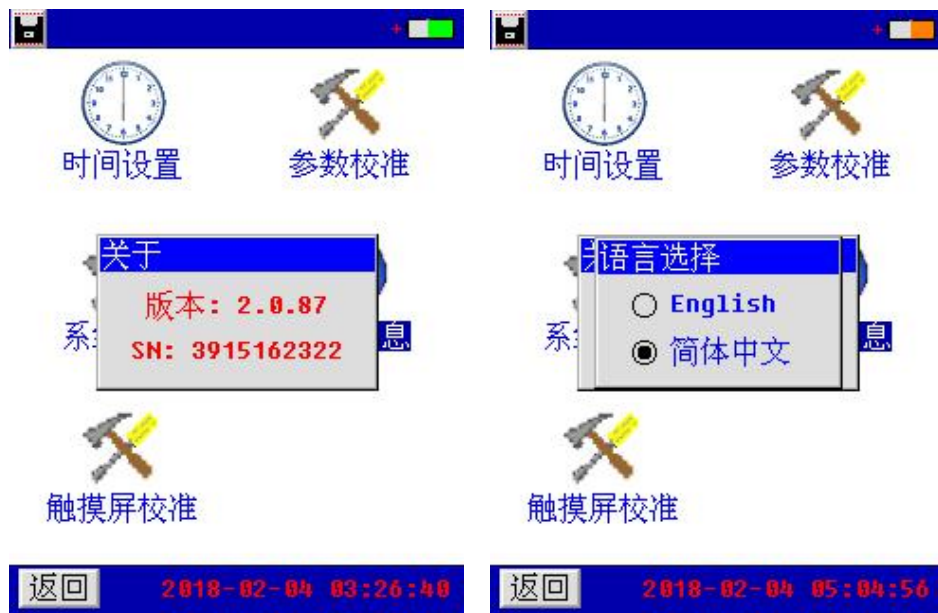 时间设置
参数校准
关于
版本: 2.0.87
系
息
SN: 3915162322
触摸屏校准
返回
2018-02-04 03:26:40
时间设置
参数校准
语言选择
English
系
息
简体中文
触摸屏校准
返回
2018-02-04 05:04:56